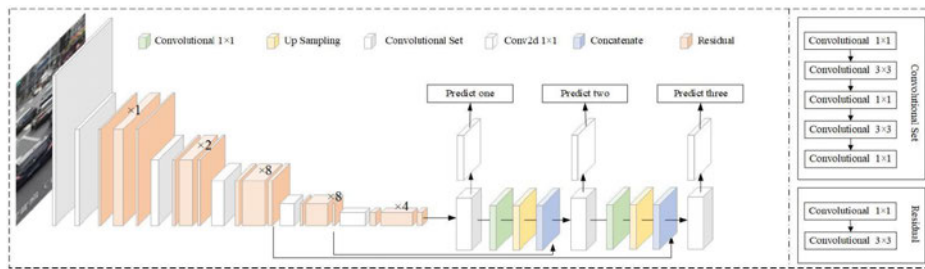 Convolutional 1×1
Up Sampling
Convolutional Set
Conv2d 1×1
Concatenate
Residual
×1
×2
×8
×8
×4
Predict one
Predict two
Predict three
Convolutional 1×1
Convolutional 3×3
Convolutional 1×1
Convolutional 3×3
Convolutional 1×1
Convolutional Set
Convolutional 1×1
Convolutional 3×3
Residual